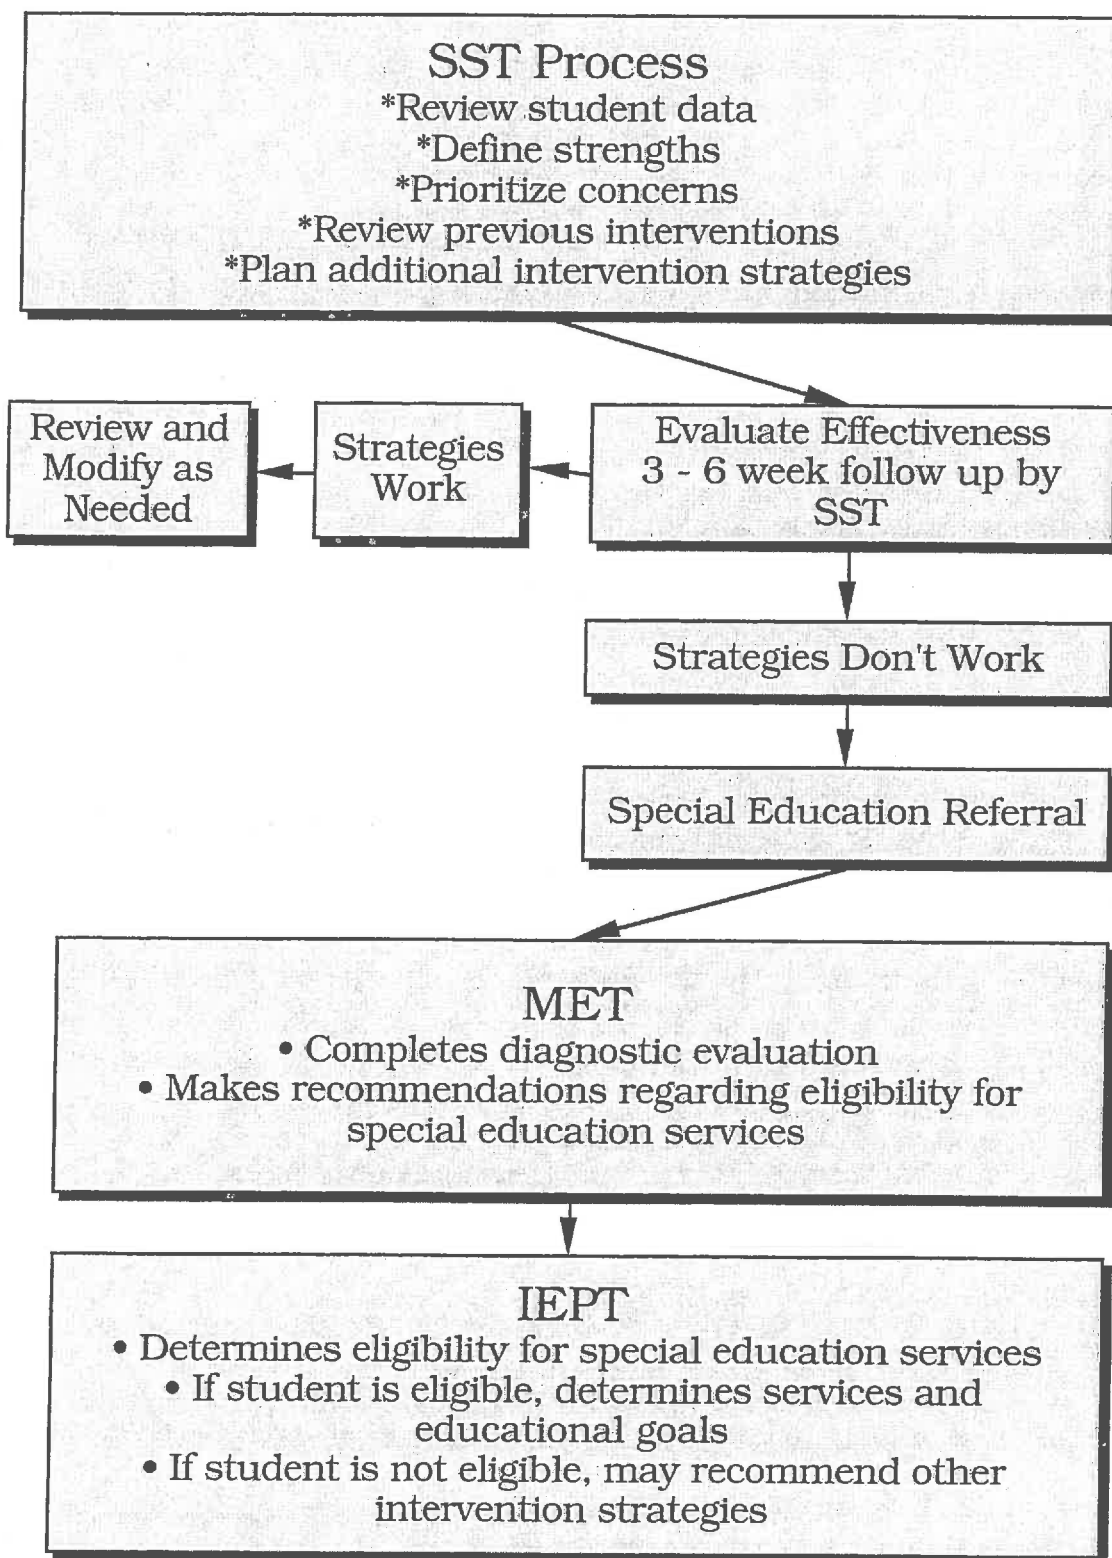 SST Process
*Review student data
*Define strengths
*Prioritize concerns
*Review previous interventions
*Plan additional intervention strategies
Evaluate Effectiveness
3 - 6 week follow up by
SST
Strategies
Work
Review and
Modify as
Needed
Strategies Don't Work
Special Education Referral
MET
• Completes diagnostic evaluation
• Makes recommendations regarding eligibility for
special education services
IEPT
• Determines eligibility for special education services
• If student is eligible, determines services and
educational goals
• If student is not eligible, may recommend other
intervention strategies